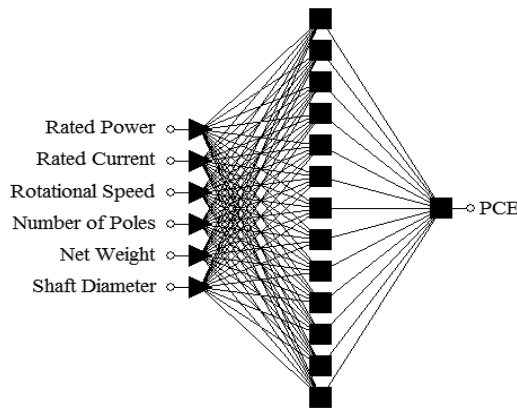 Rated Power
Rated Current
Rotational Speed
Number of Poles
Net Weight
Shaft Diameter
PCE